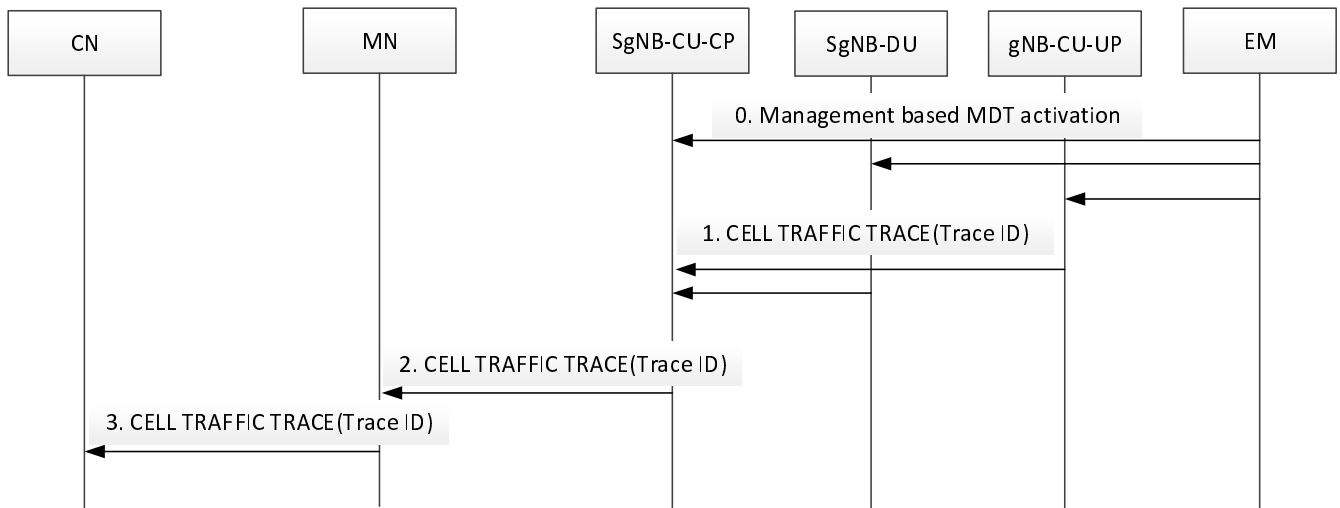 CN
MN
SgNB-CU-CP
SgNB-DU
gNB-CU-UP
EM
0. Management based MDT activation
1. CELL TRAFFIC TRACE(Trace ID)
2. CELL TRAFFIC TRACE(Trace ID)
3. CELL TRAFFIC TRACE(Trace ID)